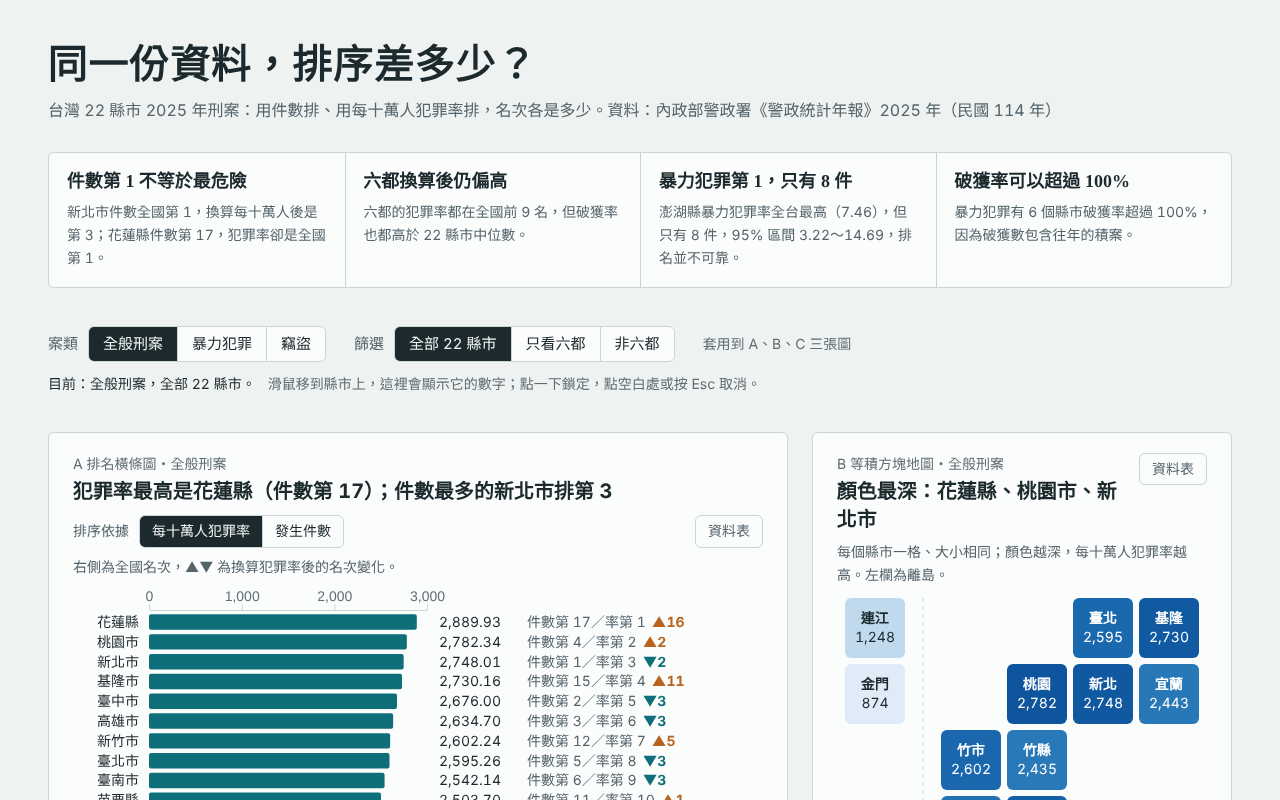 同一份資料，排序差多少？
台灣 22 縣市 2025 年刑案：用件數排、用每十萬人犯罪率排，名次各是多少。資料：內政部警政署《警政統計年報》2025 年（民國 114 年）
件數第 1 不等於最危險
新北市件數全國第 1，換算每十萬人後是
第 3；花蓮縣件數第 17，犯罪率卻是全國
第 1。
六都換算後仍偏高
六都的犯罪率都在全國前 9 名，但破獲率
也都高於 22 縣市中位數。
暴力犯罪第 1，只有 8 件
澎湖縣暴力犯罪率全台最高（7.46），但
只有 8 件，95% 區間 3.22～14.69，排
名並不可靠。
破獲率可以超過 100%
暴力犯罪有 6 個縣市破獲率超過 100%，
因為破獲數包含往年的積案。
案類 全般刑案 暴力犯罪 竊盜 篩選 全部 22 縣市 只看六都 非六都 套用到 A、B、C 三張圖
目前：全般刑案，全部 22 縣市。 滑鼠移到縣市上，這裡會顯示它的數字；點一下鎖定，點空白處或按 Esc 取消。
A 排名橫條圖・全般刑案
犯罪率最高是花蓮縣（件數第 17）；件數最多的新北市排第 3
排序依據 每十萬人犯罪率 發生件數 資料表
右側為全國名次，▲▼ 為換算犯罪率後的名次變化。
0 1,000 2,000 3,000
花蓮縣 2,889.93 件數第 17／率第 1 ▲16
桃園市 2,782.34 件數第 4／率第 2 ▲2
新北市 2,748.01 件數第 1／率第 3 ▼2
基隆市 2,730.16 件數第 15／率第 4 ▲11
臺中市 2,676.00 件數第 2／率第 5 ▼3
高雄市 2,634.70 件數第 3／率第 6 ▼3
新竹市 2,602.24 件數第 12／率第 7 ▲5
臺北市 2,595.26 件數第 5／率第 8 ▼3
臺南市 2,542.14 件數第 6／率第 9 ▼3
苗栗縣 2,503.70 件數第 11／率第 10 ▲1
B 等積方塊地圖・全般刑案
資料表
顏色最深：花蓮縣、桃園市、新
北市
每個縣市一格、大小相同；顏色越深，每十萬人犯罪率越
高。左欄為離島。
連江 臺北 基隆
1,248 2,595 2,730
金門 桃園 新北 宜蘭
874 2,782 2,748 2,443
竹市 竹縣
2,602 2,435